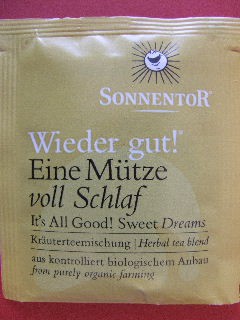 SONNENTOR®
Wieder gut!®
Eine Mütze
voll Schlaf
It's All Good! Sweet Dreams
Kräuterteemischung | Herbal tea blend
aus kontrolliert biologischem Anbau
from purely organic farming